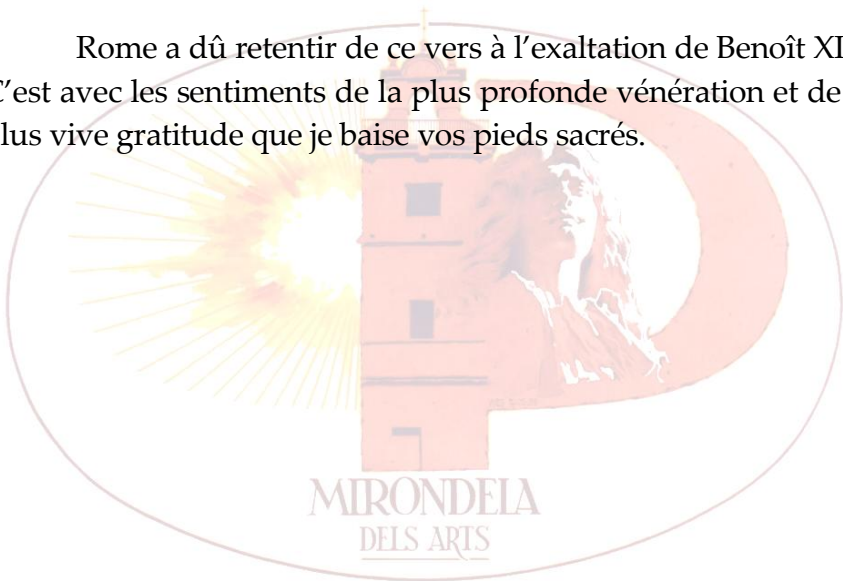 Rome a dû retentir de ce vers à l’exaltation de Benoît XI
C’est avec les sentiments de la plus profonde vénération et de
lus vive gratitude que je baise vos pieds sacrés.
MIRONDELA
DELS ARTS